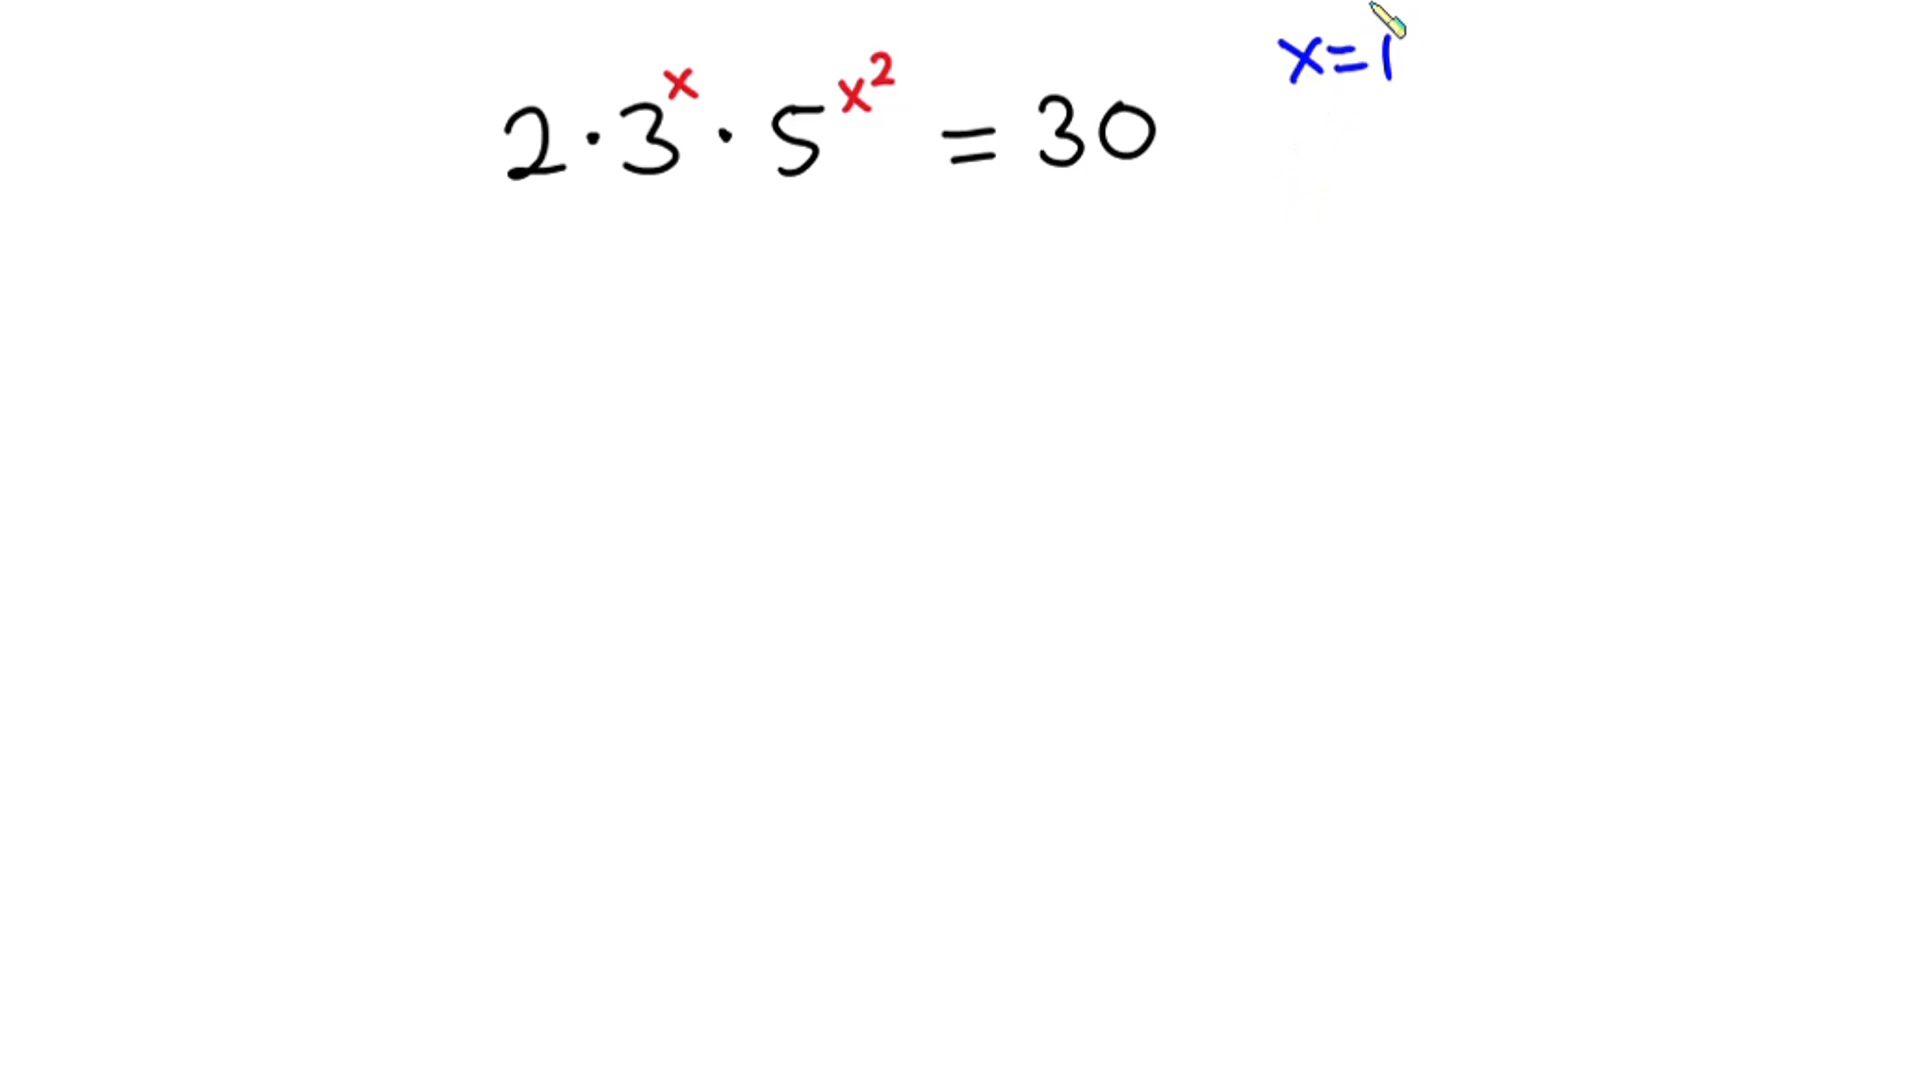 2 · 3^x · 5^x^2 = 30
x=1